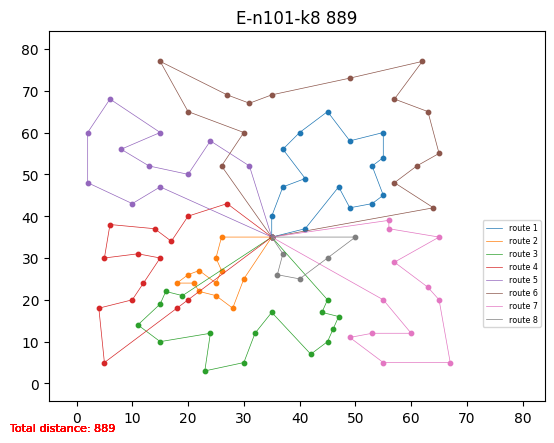 E-n101-k8 889
80
70
60
50
40
30
20
10
0
0 10 20 30 40 50 60 70 80
route 1
route 2
route 3
route 4
route 5
route 6
route 7
route 8
Total distance: 889